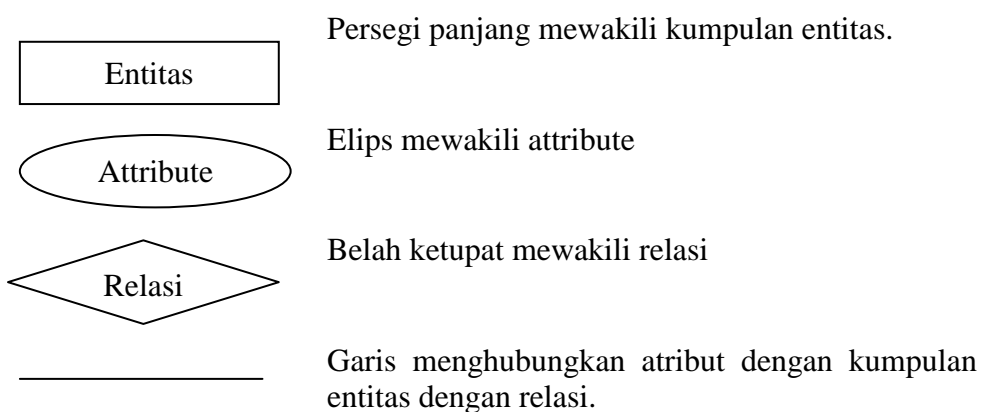 Persegi panjang mewakili kumpulan entitas.
Entitas
Elips mewakili attribute
Attribute
Belah ketupat mewakili relasi
Relasi
Garis menghubungkan atribut dengan kumpulan
entitas dengan relasi.